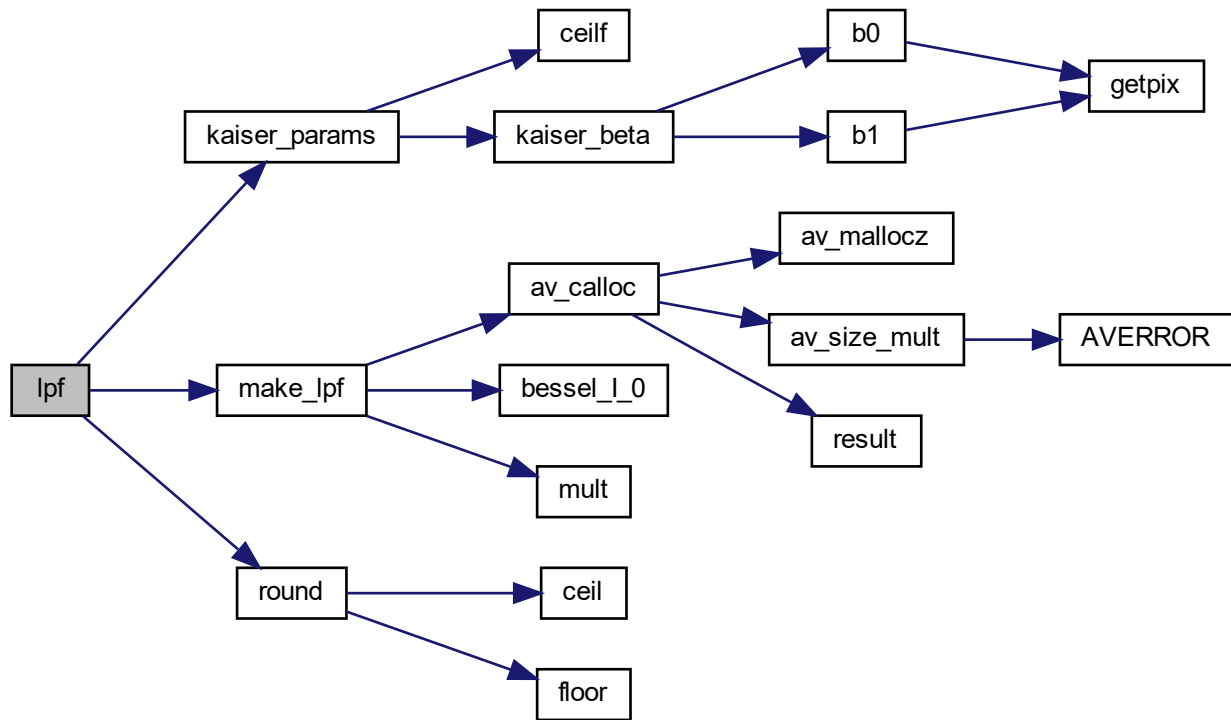 lpf
kaiser_params
ceilf
kaiser_beta
b0
b1
getpix
make_lpf
av_calloc
av_mallocz
av_size_mult
AVERROR
result
bessel_I_0
mult
round
ceil
floor